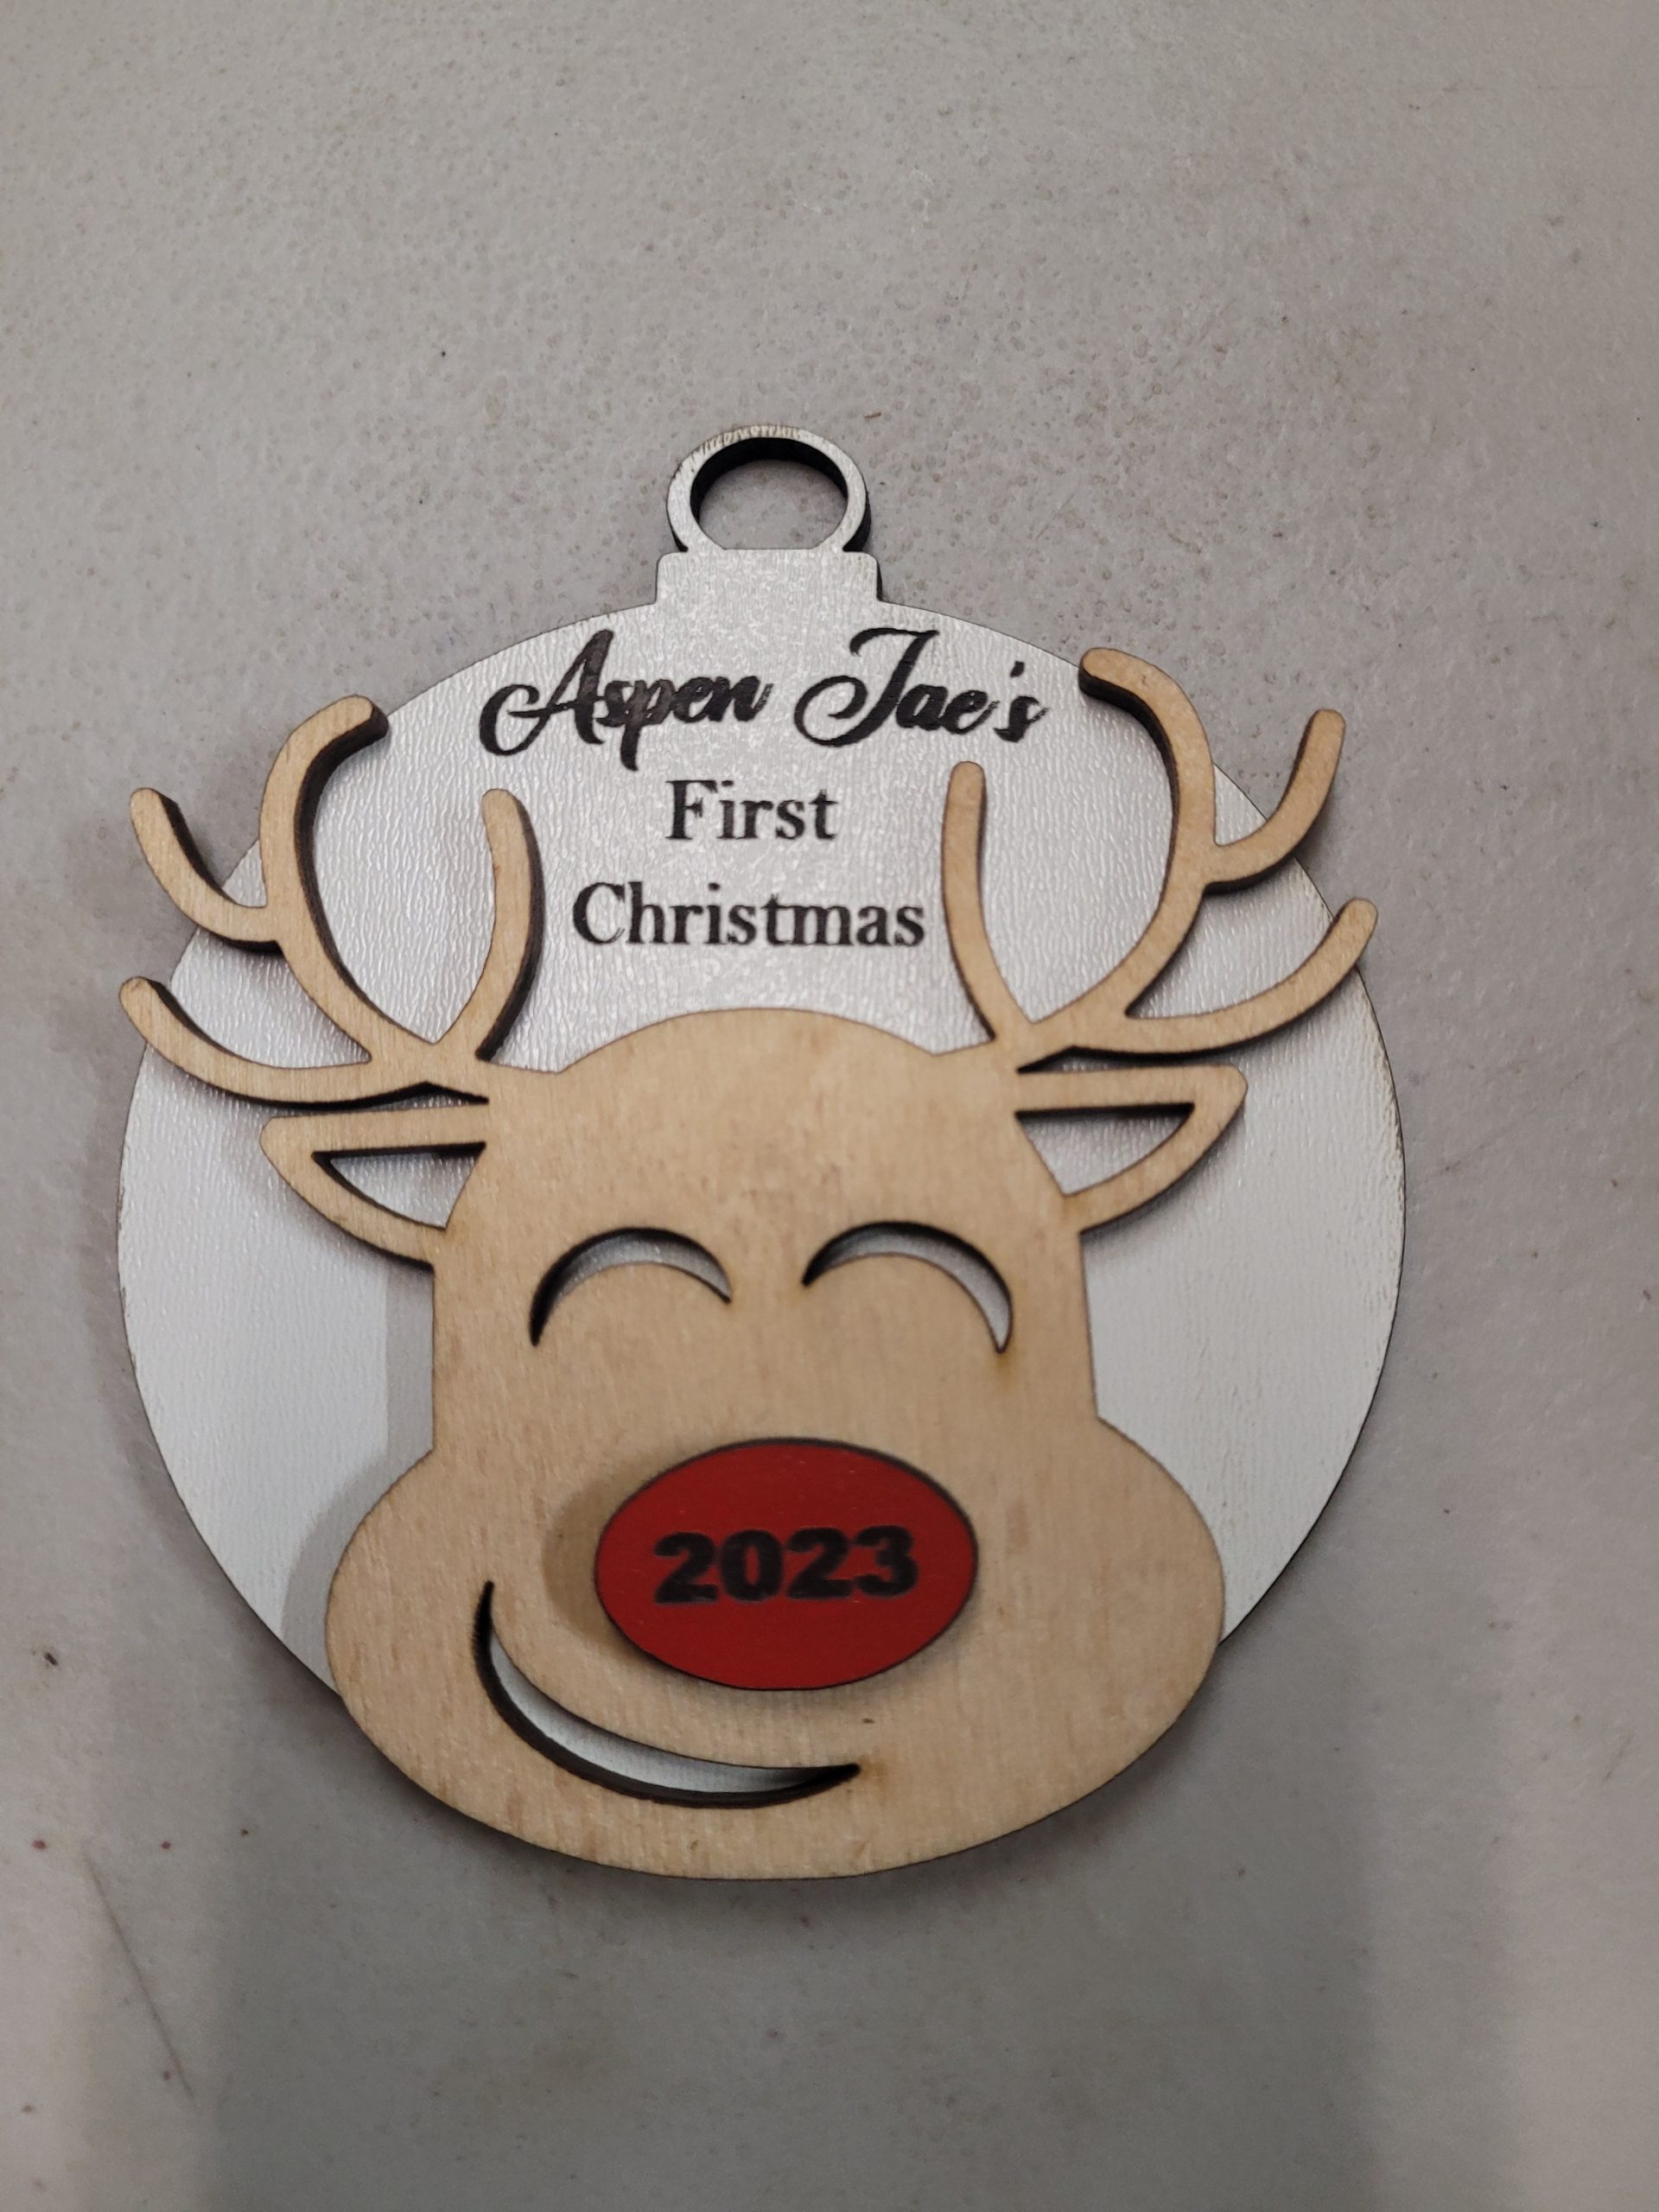 Aspen Jae's
First
Christmas
2023